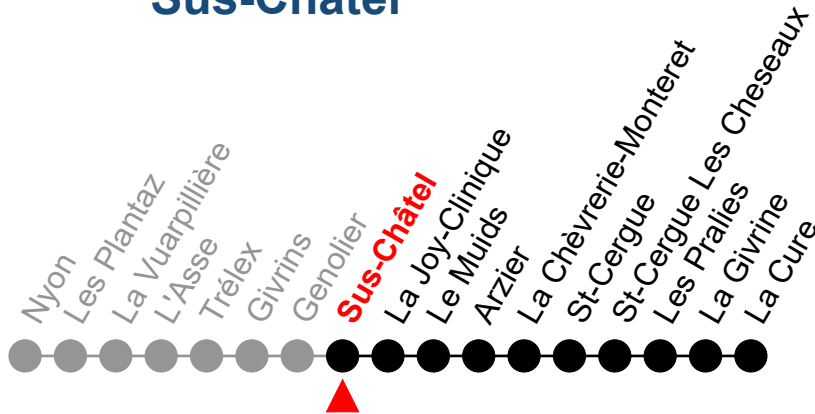 Sus-Châtel
Nyon
Les Plantaz
La Vuarpillière
L'Asse
Trélex
Givrins
Genolier
Sus-Châtel
La Joy-Clinique
Le Muids
Arzier
La Chèvrerie-Monteret
St-Cergue
St-Cergue Les Cheseaux
Les Pralies
La Givrine
La Cure